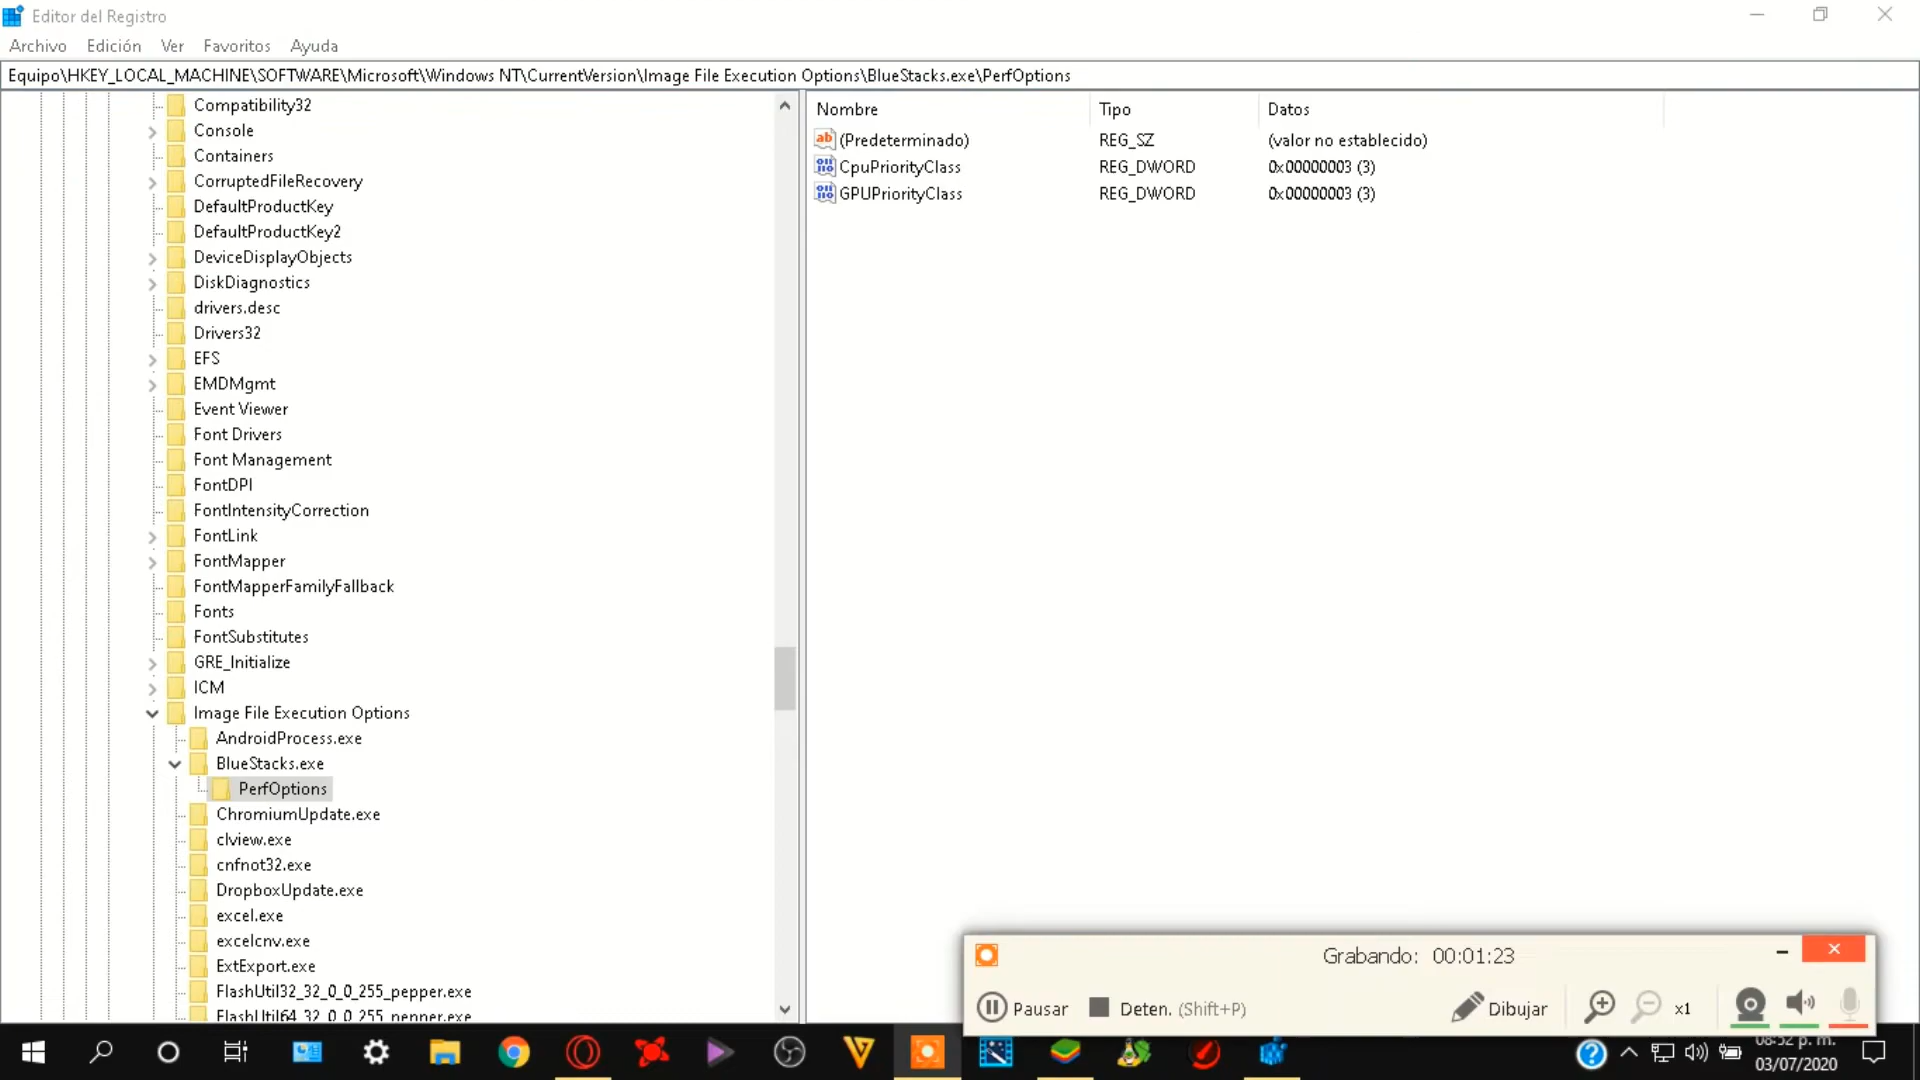 Editor del Registro
Archivo Edición Ver Favoritos Ayuda
Equipo\HKEY_LOCAL_MACHINE\SOFTWARE\Microsoft\Windows NT\CurrentVersion\Image File Execution Options\BlueStacks.exe\PerfOptions
Compatibility32
Console
Containers
CorruptedFileRecovery
DefaultProductKey
DefaultProductKey2
DeviceDisplayObjects
DiskDiagnostics
drivers.desc
Drivers32
EFS
EMDMgmt
Event Viewer
Font Drivers
Font Management
FontDPI
FontIntensityCorrection
FontLink
FontMapper
FontMapperFamilyFallback
Fonts
FontSubstitutes
GRE_Initialize
ICM
Image File Execution Options
AndroidProcess.exe
BlueStacks.exe
PerfOptions
ChromiumUpdate.exe
clview.exe
cnfnot32.exe
DropboxUpdate.exe
excel.exe
excelcnv.exe
ExtExport.exe
FlashUtil32_32_0_0_255_pepper.exe
FlashUtil64_32_0_0_255_pepper.exe
Nombre Tipo Datos
(Predeterminado) REG_SZ (valor no establecido)
CpuPriorityClass REG_DWORD 0x00000003 (3)
GPUPriorityClass REG_DWORD 0x00000003 (3)
Grabando: 00:01:23
Pausar Deten. (Shift+P) Dibujar x1
08:52 p. m.
03/07/2020